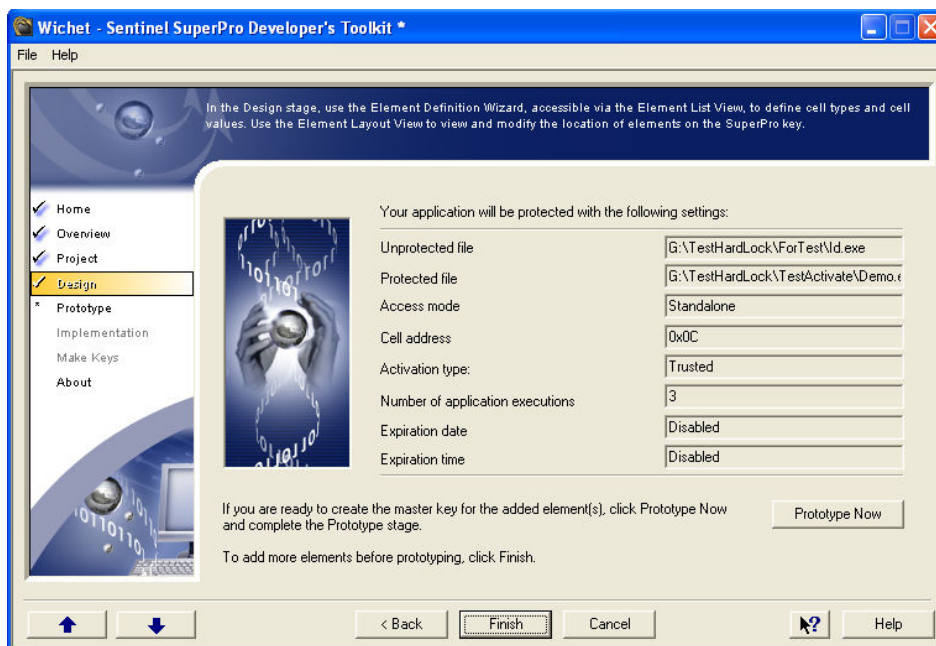 Wichet - Sentinel SuperPro Developer's Toolkit *
File Help
In the Design stage, use the Element Definition Wizard, accessible via the Element List View, to define cell types and cell
values. Use the Element Layout View to view and modify the location of elements on the SuperPro key.
Home
Overview
Project
Design
* Prototype
Implementation
Make Keys
About
Your application will be protected with the following settings:
Unprotected file G:\TestHardLock\ForTest\Id.exe
Protected file G:\TestHardLock\TestActivate\Demo.e
Access mode Standalone
Cell address 0x0C
Activation type: Trusted
Number of application executions 3
Expiration date Disabled
Expiration time Disabled
If you are ready to create the master key for the added element(s), click Prototype Now
and complete the Prototype stage.
Prototype Now
To add more elements before prototyping, click Finish.
< Back Finish Cancel ? Help